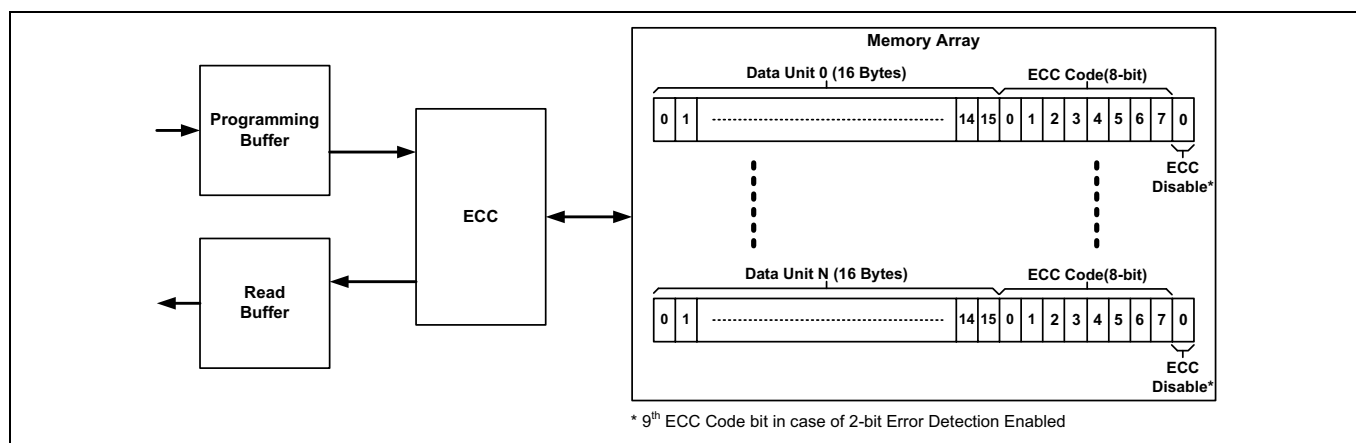 Memory Array
Data Unit 0 (16 Bytes)
ECC Code(8-bit)
0 1 14 15 0 1 2 3 4 5 6 7 0
ECC
Disable*
Programming
Buffer
ECC
Read
Buffer
Data Unit N (16 Bytes)
ECC Code(8-bit)
0 1 14 15 0 1 2 3 4 5 6 7 0
ECC
Disable*
* 9th ECC Code bit in case of 2-bit Error Detection Enabled